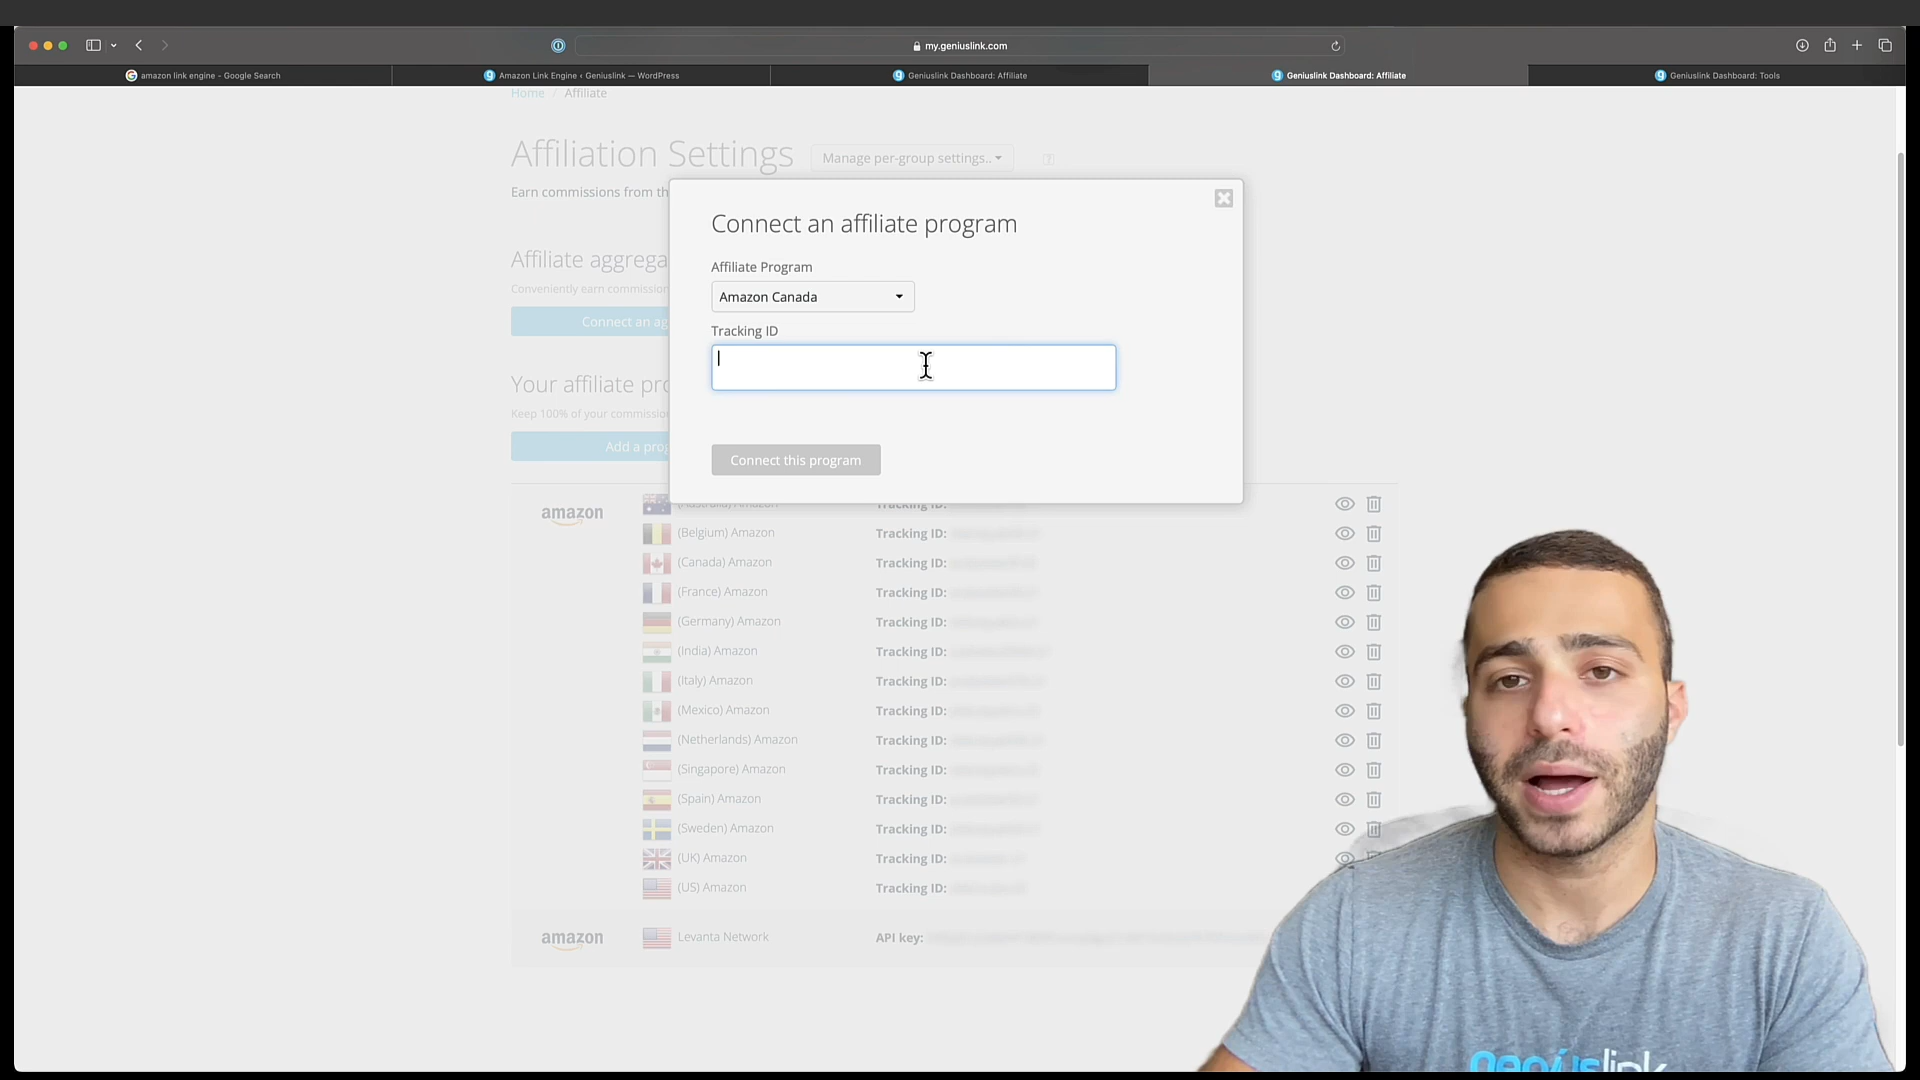 my.geniuslink.com
amazon link engine - Google Search
Amazon Link Engine ‹ Geniuslink — WordPress
Geniuslink Dashboard: Affiliate
Geniuslink Dashboard: Affiliate
Geniuslink Dashboard: Tools
Home / Affiliate
Affiliation Settings
Manage per-group settings..
?
Earn commissions from th
Connect an affiliate program
Affiliate Program
Amazon Canada
Tracking ID
Connect this program
Affiliate aggrega
Conveniently earn commission
Connect an ag
Your affiliate pro
Keep 100% of your commissio
Add a prog
amazon
(Australia) Amazon Tracking ID:
(Belgium) Amazon Tracking ID:
(Canada) Amazon Tracking ID:
(France) Amazon Tracking ID:
(Germany) Amazon Tracking ID:
(India) Amazon Tracking ID:
(Italy) Amazon Tracking ID:
(Mexico) Amazon Tracking ID:
(Netherlands) Amazon Tracking ID:
(Singapore) Amazon Tracking ID:
(Spain) Amazon Tracking ID:
(Sweden) Amazon Tracking ID:
(UK) Amazon Tracking ID:
(US) Amazon Tracking ID:
amazon Levanta Network API key:
geniuslink